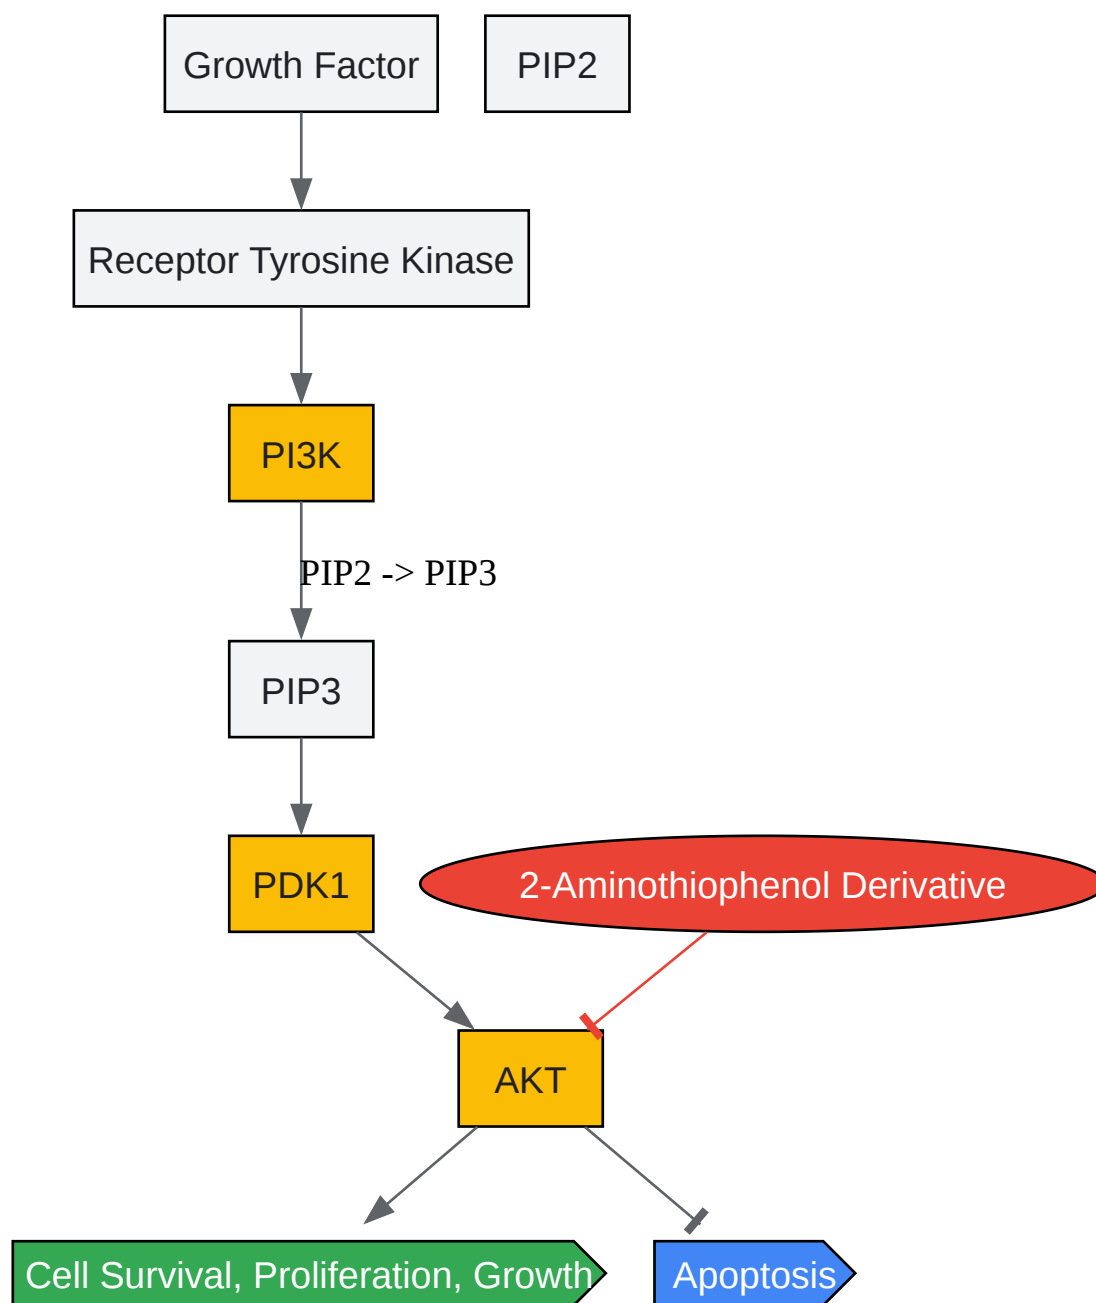 Growth Factor
PIP2
Receptor Tyrosine Kinase
PI3K
PIP2 -> PIP3
PIP3
PDK1
2-Aminothiophenol Derivative
AKT
Cell Survival, Proliferation, Growth
Apoptosis